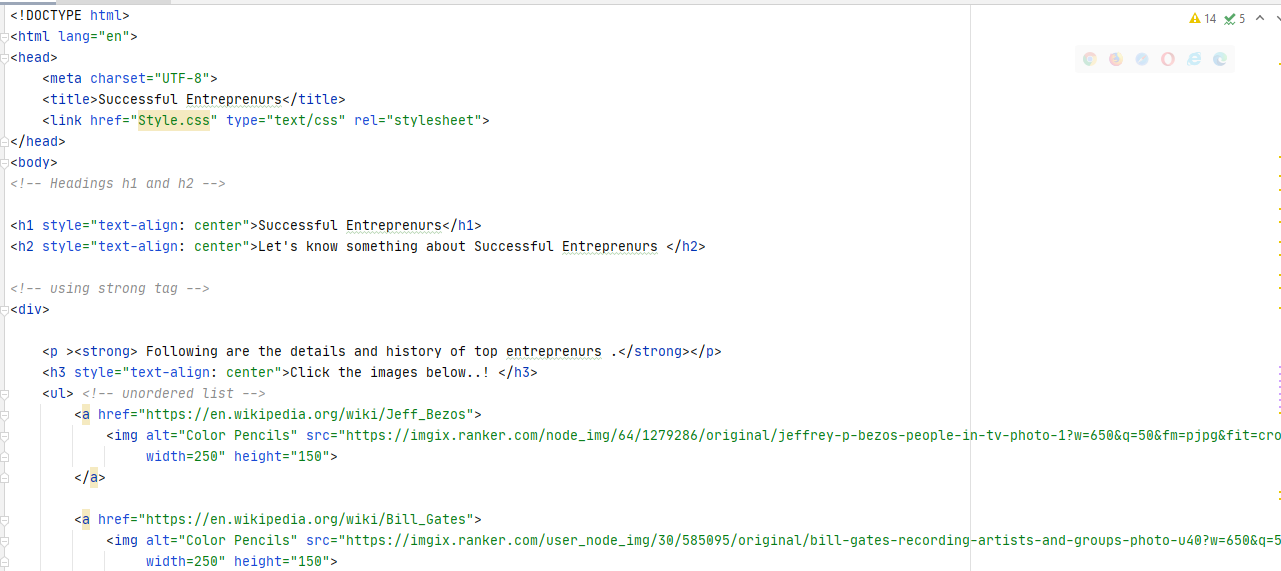 <!DOCTYPE html>
14 5
<html lang="en">
<head>
<meta charset="UTF-8">
<title>Successful Entreprenurs</title>
<link href="Style.css" type="text/css" rel="stylesheet">
</head>
<body>
<!-- Headings h1 and h2 -->
<h1 style="text-align: center">Successful Entreprenurs</h1>
<h2 style="text-align: center">Let's know something about Successful Entreprenurs </h2>
<!-- using strong tag -->
<div>
<p ><strong> Following are the details and history of top entreprenurs .</strong></p>
<h3 style="text-align: center">Click the images below..! </h3>
<ul> <!-- unordered list -->
<a href="https://en.wikipedia.org/wiki/Jeff_Bezos">
<img alt="Color Pencils" src="https://imgix.ranker.com/node_img/64/1279286/original/jeffrey-p-bezos-people-in-tv-photo-1?w=650&q=50&fm=pjpg&fit=cro
width=250" height="150">
</a>
<a href="https://en.wikipedia.org/wiki/Bill_Gates">
<img alt="Color Pencils" src="https://imgix.ranker.com/user_node_img/30/585095/original/bill-gates-recording-artists-and-groups-photo-u40?w=650&q=5
width=250" height="150">